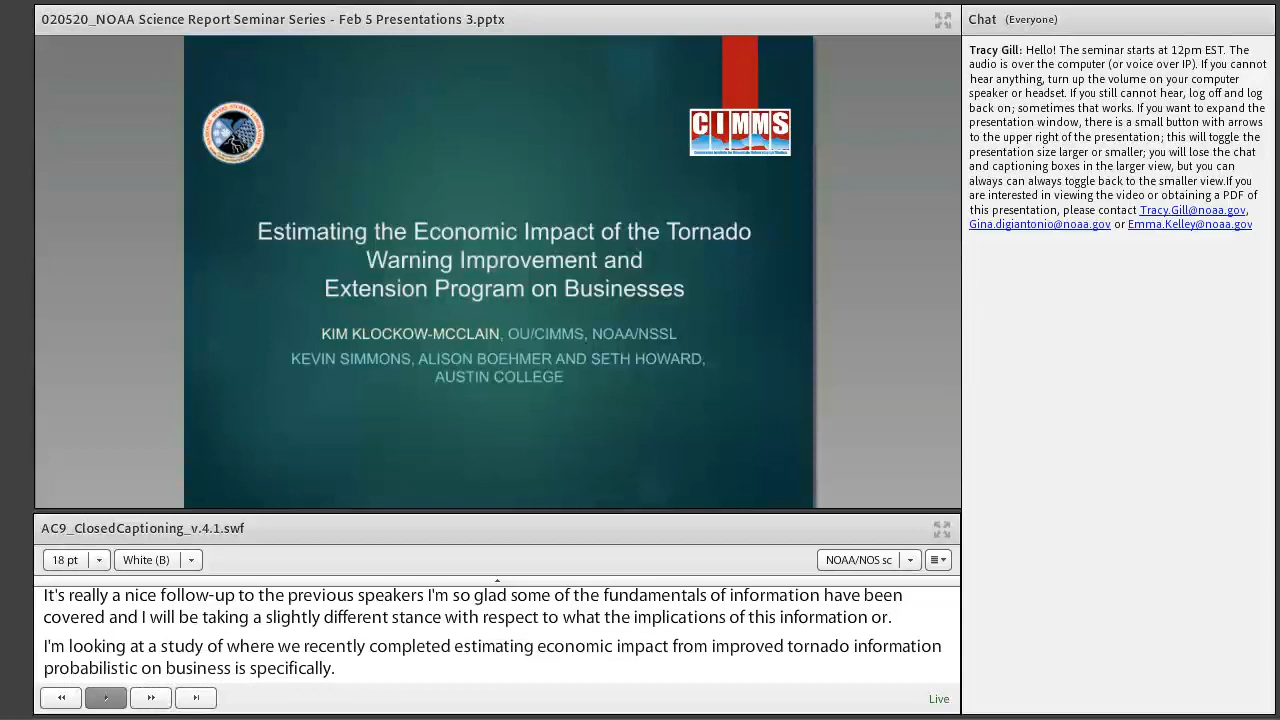 020520_NOAA Science Report Seminar Series - Feb 5 Presentations 3.pptx
CIMMS
Estimating the Economic Impact of the Tornado
Warning Improvement and
Extension Program on Businesses
KIM KLOCKOW-MCCLAIN, OU/CIMMS, NOAA/NSSL
KEVIN SIMMONS, ALISON BOEHMER AND SETH HOWARD,
AUSTIN COLLEGE
AC9_ClosedCaptioning_v.4.1.swf
18 pt White (B) NOAA/NOS sc
It's really a nice follow-up to the previous speakers I'm so glad some of the fundamentals of information have been
covered and I will be taking a slightly different stance with respect to what the implications of this information or.
I'm looking at a study of where we recently completed estimating economic impact from improved tornado information
probabilistic on business is specifically.
Live
Chat (Everyone)
Tracy Gill: Hello! The seminar starts at 12pm EST. The
audio is over the computer (or voice over IP). If you cannot
hear anything, turn up the volume on your computer
speaker or headset. If you still cannot hear, log off and log
back on; sometimes that works. If you want to expand the
presentation window, there is a small button with arrows
to the upper right of the presentation; this will toggle the
presentation size larger or smaller; you will lose the chat
and captioning boxes in the larger view, but you can
always can always toggle back to the smaller view.If you
are interested in viewing the video or obtaining a PDF of
this presentation, please contact Tracy.Gill@noaa.gov,
Gina.digiantonio@noaa.gov or Emma.Kelley@noaa.gov